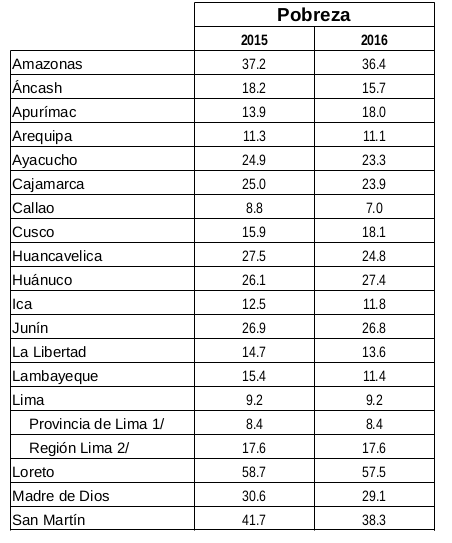 Pobreza
2015 2016
Amazonas 37.2 36.4
Áncash 18.2 15.7
Apurímac 13.9 18.0
Arequipa 11.3 11.1
Ayacucho 24.9 23.3
Cajamarca 25.0 23.9
Callao 8.8 7.0
Cusco 15.9 18.1
Huancavelica 27.5 24.8
Huánuco 26.1 27.4
Ica 12.5 11.8
Junín 26.9 26.8
La Libertad 14.7 13.6
Lambayeque 15.4 11.4
Lima 9.2 9.2
Provincia de Lima 1/ 8.4 8.4
Región Lima 2/ 17.6 17.6
Loreto 58.7 57.5
Madre de Dios 30.6 29.1
San Martín 41.7 38.3